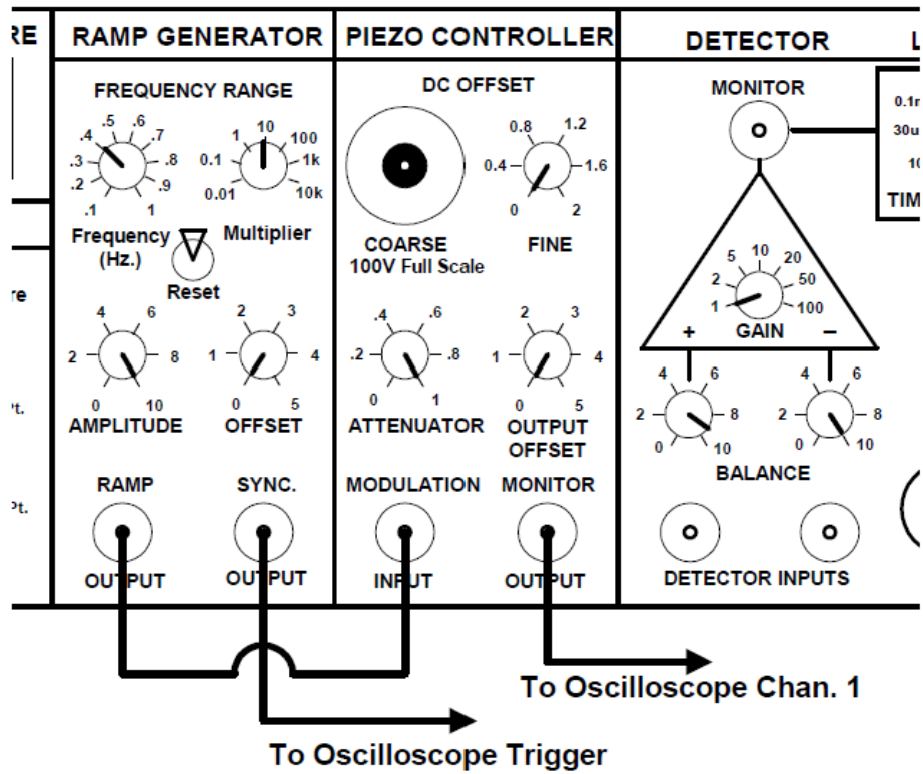 RE
RAMP GENERATOR
PIEZO CONTROLLER
DETECTOR
L
FREQUENCY RANGE
.1
.2
.3
.4
.5
.6
.7
.8
.9
1
Frequency
(Hz.)
0.01
0.1
1
10
100
1k
10k
Multiplier
Reset
0
2
4
6
8
10
AMPLITUDE
0
1
2
3
4
5
OFFSET
RAMP
OUTPUT
SYNC.
OUTPUT
DC OFFSET
COARSE
100V Full Scale
0
0.4
0.8
1.2
1.6
2
FINE
0
.2
.4
.6
.8
1
ATTENUATOR
0
1
2
3
4
5
OUTPUT
OFFSET
MODULATION
INPUT
MONITOR
OUTPUT
MONITOR
1
2
5
10
20
50
100
GAIN
+
−
0
2
4
6
8
10
0
2
4
6
8
10
BALANCE
DETECTOR INPUTS
30u
10
TIM
re
Pt.
To Oscilloscope Chan. 1
To Oscilloscope Trigger